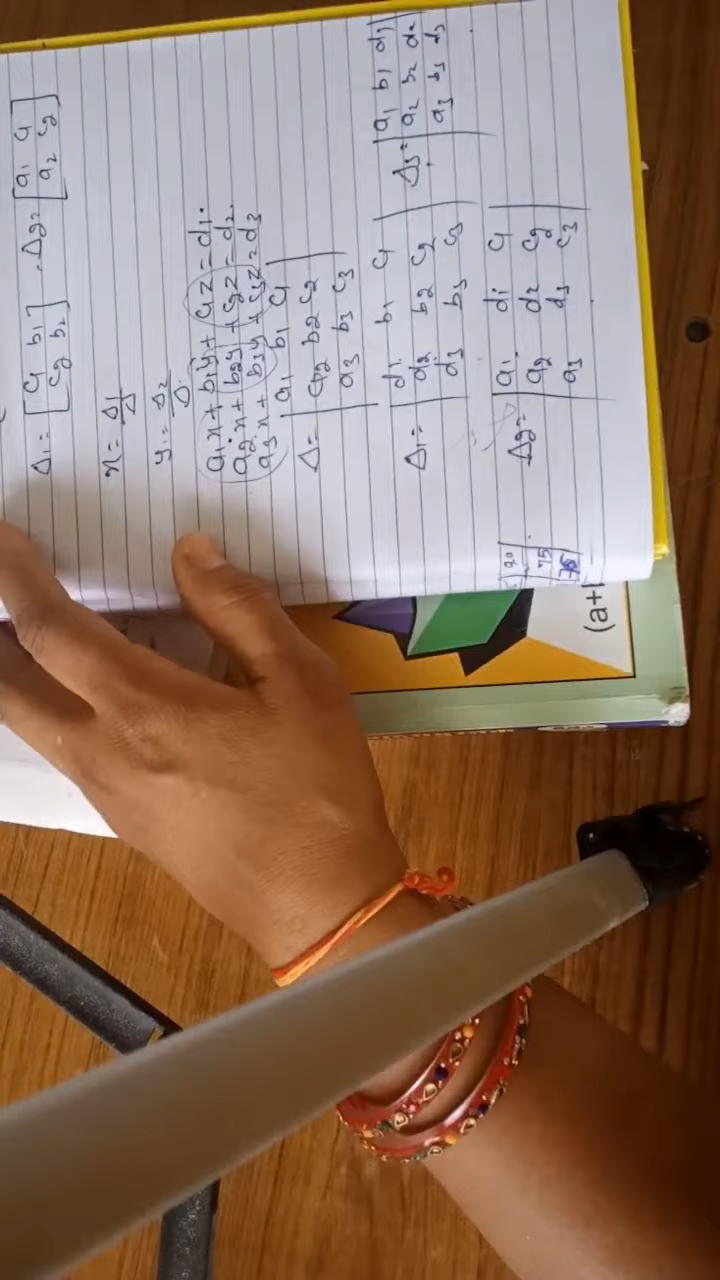 Δ1 = [c1 b1 . Δ2 = [a1 c1
c2 b2] a2 c2]
x = Δ1/Δ
y1 = Δ2/Δ
a1x + b1y + c1z = d1.
a2x + b2y + c2z = d2.
a3x + b3y + c3z = d3
Δ = | a1 b1 c1
a2 b2 c2
a3 b3 c3 |
Δ1 = | d1 b1 c1 Δ3 = | a1 b1 d1
d2 b2 c2 a2 b2 d2
d3 b3 c3 | a3 b3 d3 |
Δ2 = | a1 d1 c1
a2 d2 c2
a3 d3 c3 |
90
75
(a+